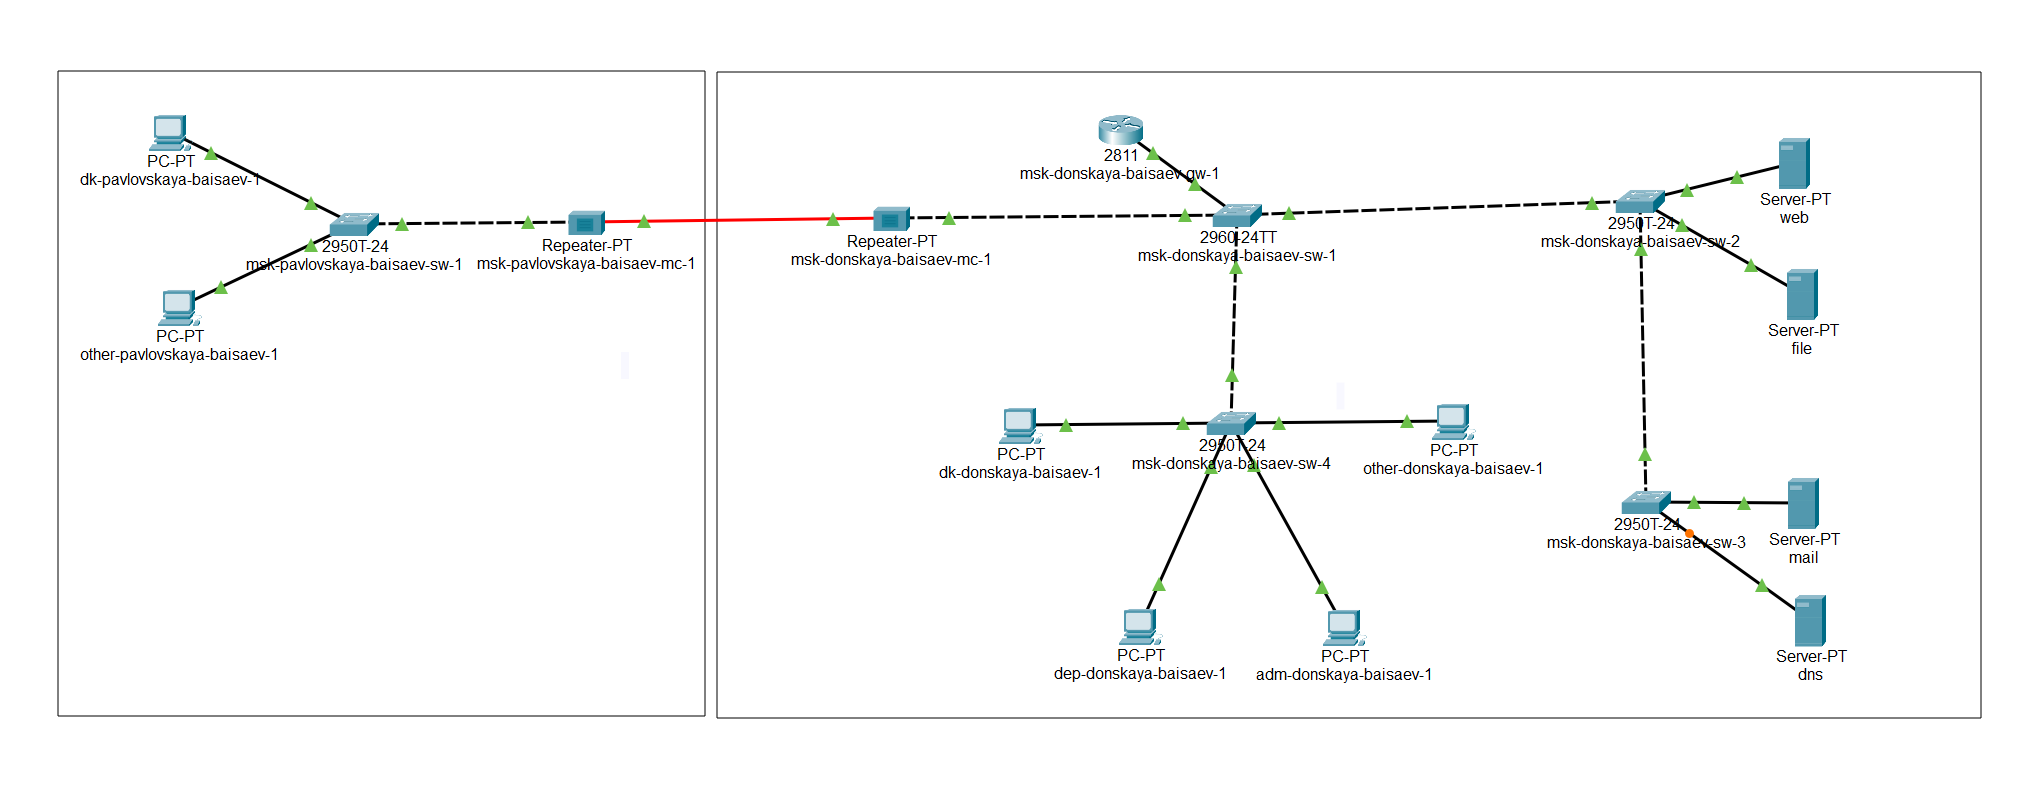 PC-PT
dk-pavlovskaya-baisaev-1
2950T-24
msk-pavlovskaya-baisaev-sw-1
PC-PT
other-pavlovskaya-baisaev-1
Repeater-PT
msk-pavlovskaya-baisaev-mc-1
Repeater-PT
msk-donskaya-baisaev-mc-1
2811
msk-donskaya-baisaev-gw-1
2960-24TT
msk-donskaya-baisaev-sw-1
2950T-24
msk-donskaya-baisaev-sw-2
Server-PT
web
Server-PT
file
PC-PT
dk-donskaya-baisaev-1
2950T-24
msk-donskaya-baisaev-sw-4
PC-PT
other-donskaya-baisaev-1
PC-PT
dep-donskaya-baisaev-1
PC-PT
adm-donskaya-baisaev-1
2950T-24
msk-donskaya-baisaev-sw-3
Server-PT
mail
Server-PT
dns